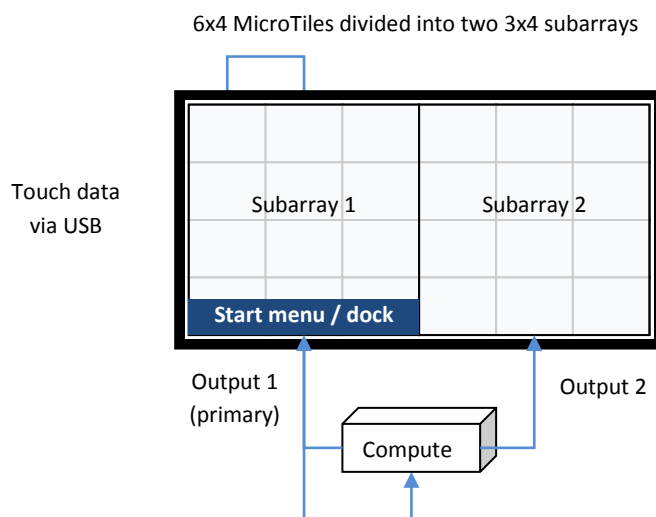 6x4 MicroTiles divided into two 3x4 subarrays
Touch data
via USB
Subarray 1
Subarray 2
Start menu / dock
Output 1
(primary)
Output 2
Compute